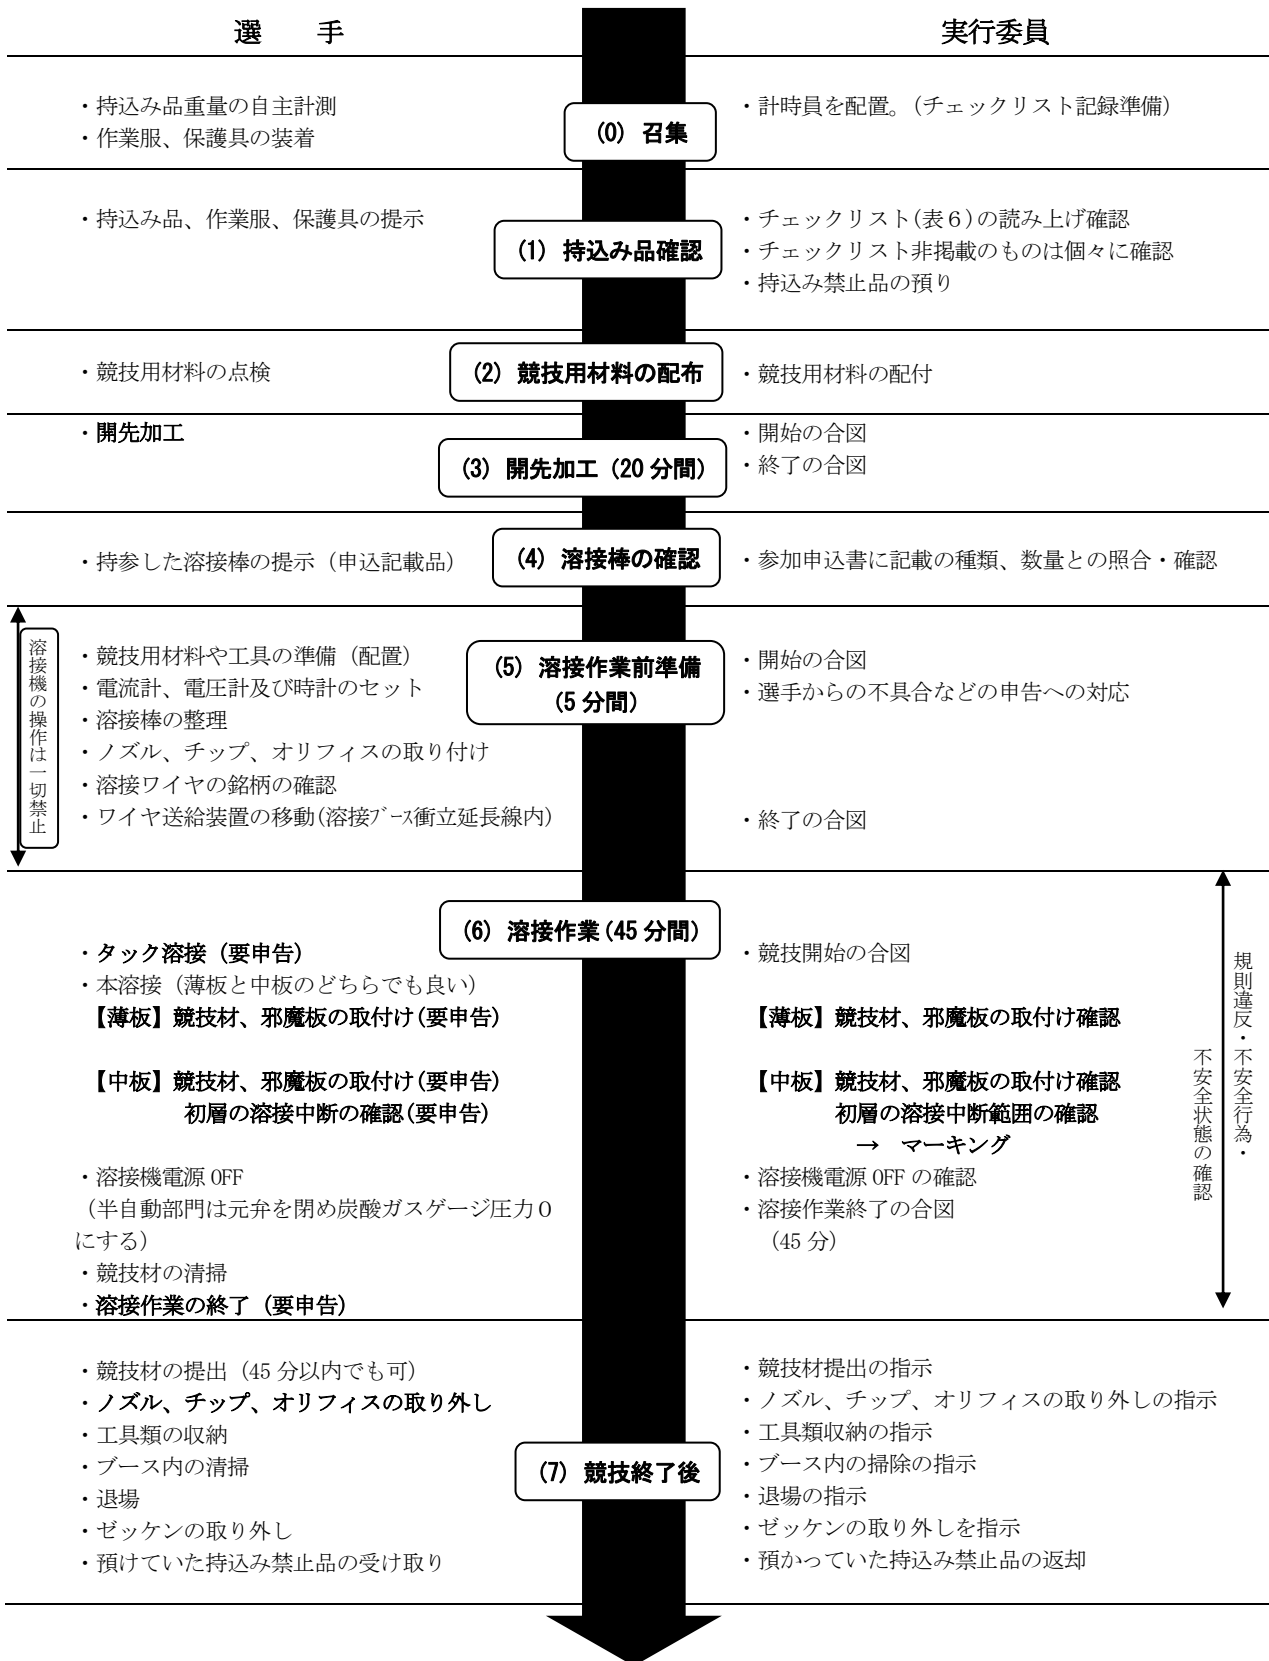 選　　手
実行委員
・持込み品重量の自主計測
・作業服、保護具の装着
(0) 召集
・計時員を配置。（チェックリスト記録準備）
・持込み品、作業服、保護具の提示
(1) 持込み品確認
・チェックリスト(表６)の読み上げ確認
・チェックリスト非掲載のものは個々に確認
・持込み禁止品の預り
・競技用材料の点検
(2) 競技用材料の配布
・競技用材料の配付
・開先加工
(3) 開先加工（20 分間）
・開始の合図
・終了の合図
・持参した溶接棒の提示（申込記載品）
(4) 溶接棒の確認
・参加申込書に記載の種類、数量との照合・確認
溶接機の操作は一切禁止
・競技用材料や工具の準備（配置）
・電流計、電圧計及び時計のセット
・溶接棒の整理
・ノズル、チップ、オリフィスの取り付け
・溶接ワイヤの銘柄の確認
・ワイヤ送給装置の移動(溶接ﾌﾞｰｽ衝立延長線内)
(5) 溶接作業前準備
（5 分間）
・開始の合図
・選手からの不具合などの申告への対応
・終了の合図
(6) 溶接作業（45 分間）
・タック溶接（要申告）
・本溶接（薄板と中板のどちらでも良い）
【薄板】競技材、邪魔板の取付け(要申告)
【中板】競技材、邪魔板の取付け(要申告)
初層の溶接中断の確認(要申告)
・溶接機電源 OFF
（半自動部門は元弁を閉め炭酸ガスゲージ圧力０
にする）
・競技材の清掃
・溶接作業の終了（要申告）
・競技開始の合図
【薄板】競技材、邪魔板の取付け確認
【中板】競技材、邪魔板の取付け確認
初層の溶接中断範囲の確認
→　マーキング
・溶接機電源 OFF の確認
・溶接作業終了の合図
（45 分）
規則違反・不安全行為・
不安全状態の確認
・競技材の提出（45 分以内でも可）
・ノズル、チップ、オリフィスの取り外し
・工具類の収納
・ブース内の清掃
・退場
・ゼッケンの取り外し
・預けていた持込み禁止品の受け取り
(7) 競技終了後
・競技材提出の指示
・ノズル、チップ、オリフィスの取り外しの指示
・工具類収納の指示
・ブース内の掃除の指示
・退場の指示
・ゼッケンの取り外しを指示
・預かっていた持込み禁止品の返却